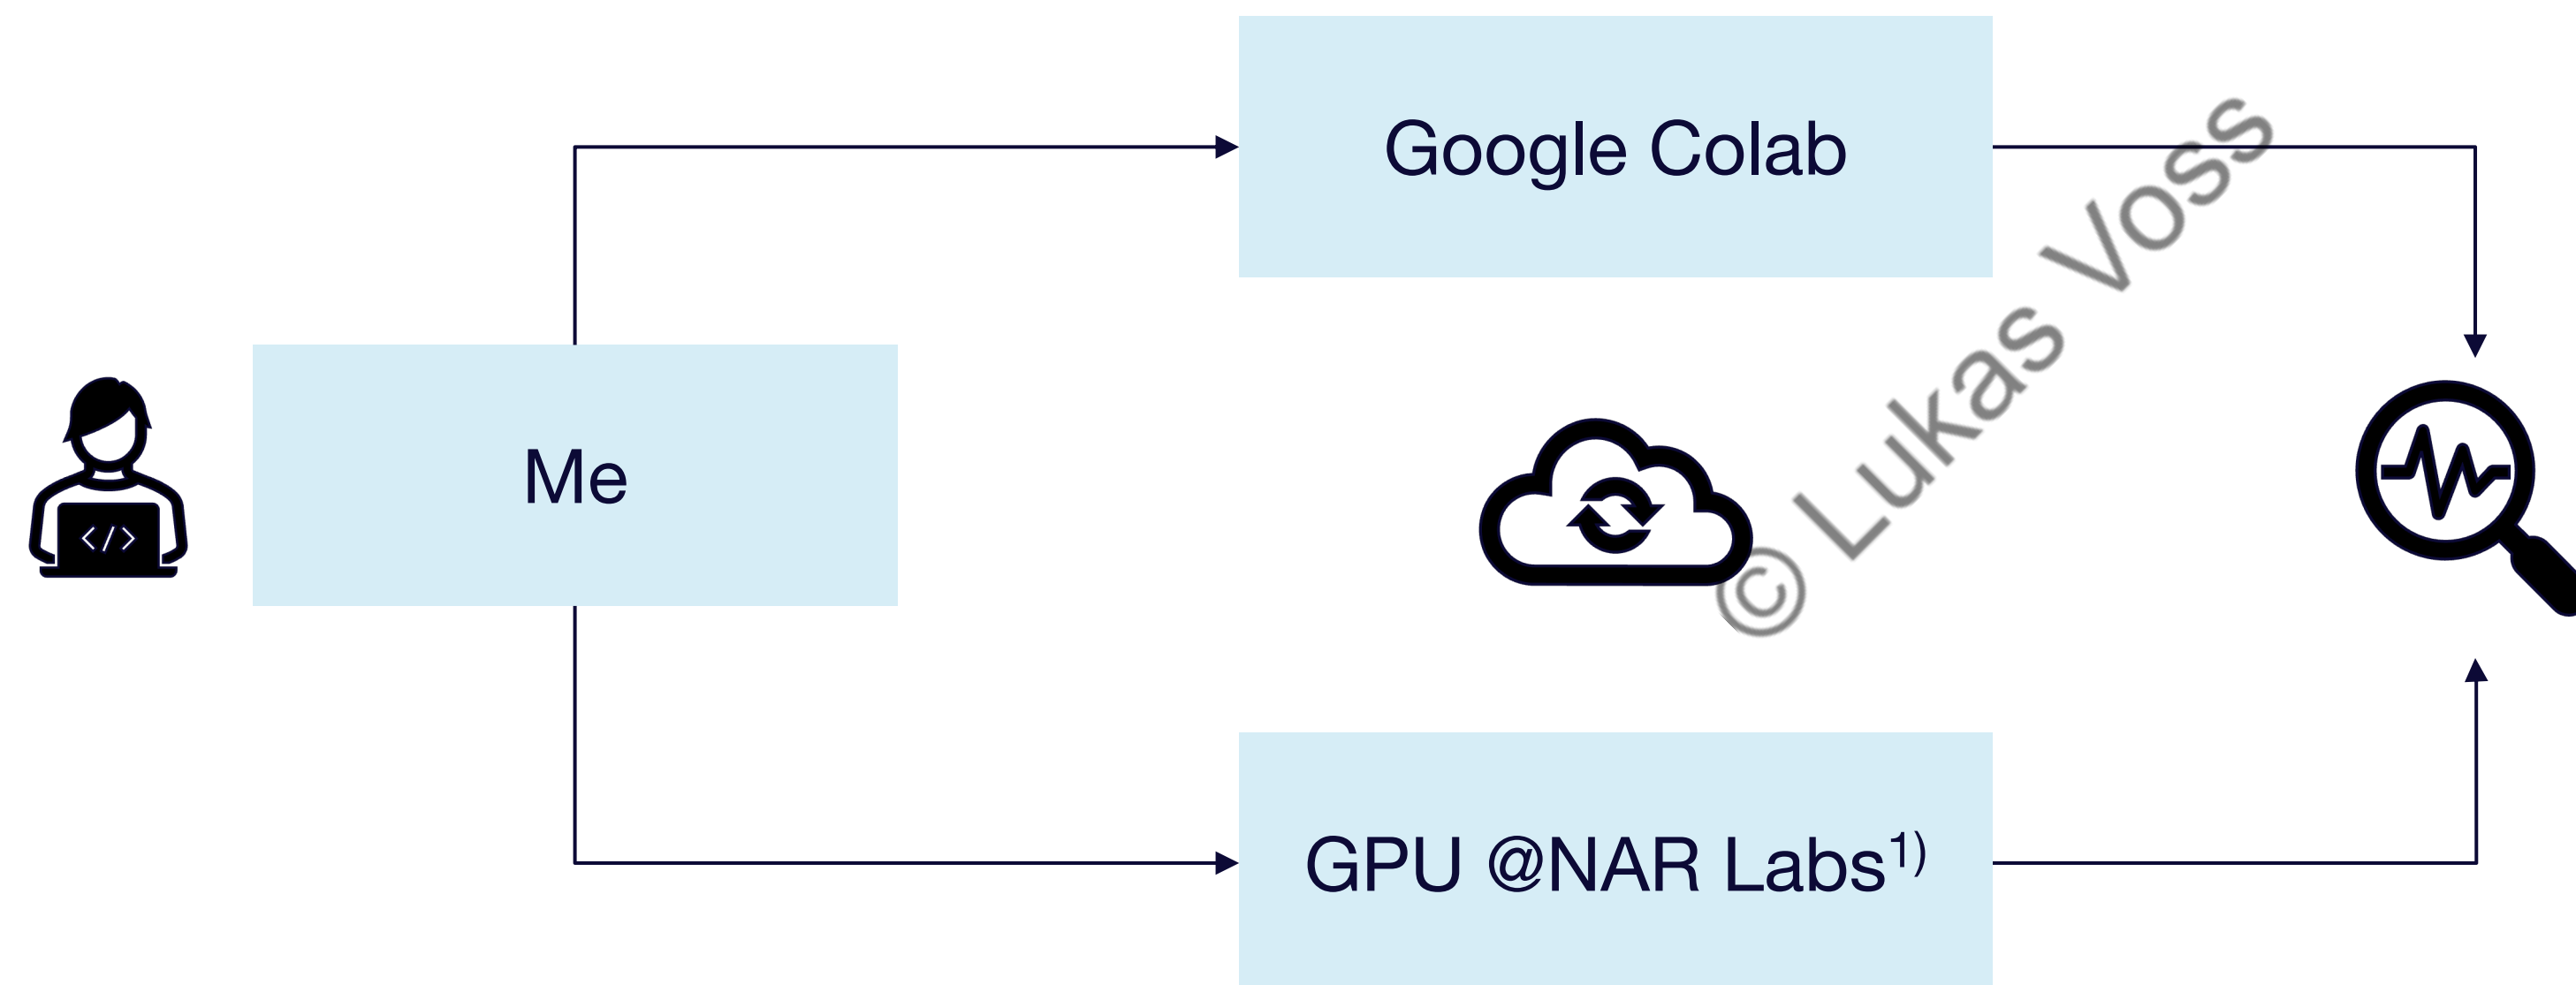 Google Colab
Me
</>
© Lukas Voss
GPU @NAR Labs¹⁾